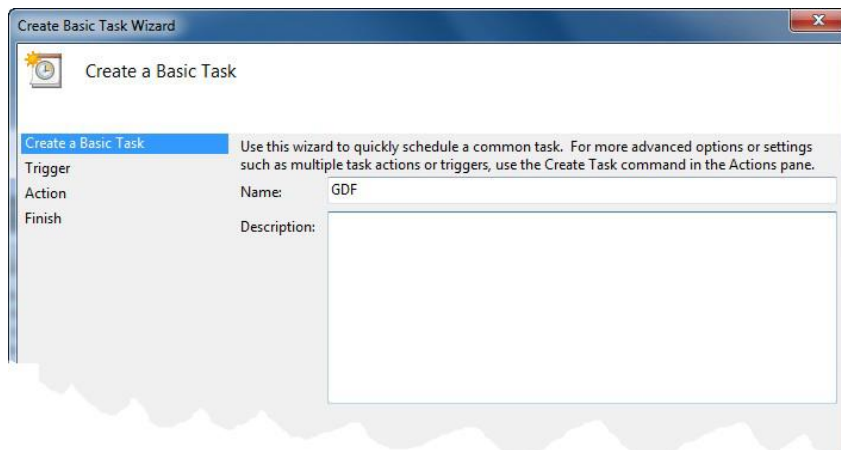 Create Basic Task Wizard
Create a Basic Task
Create a Basic Task
Trigger
Action
Finish
Use this wizard to quickly schedule a common task.  For more advanced options or settings
such as multiple task actions or triggers, use the Create Task command in the Actions pane.
Name: GDF
Description: